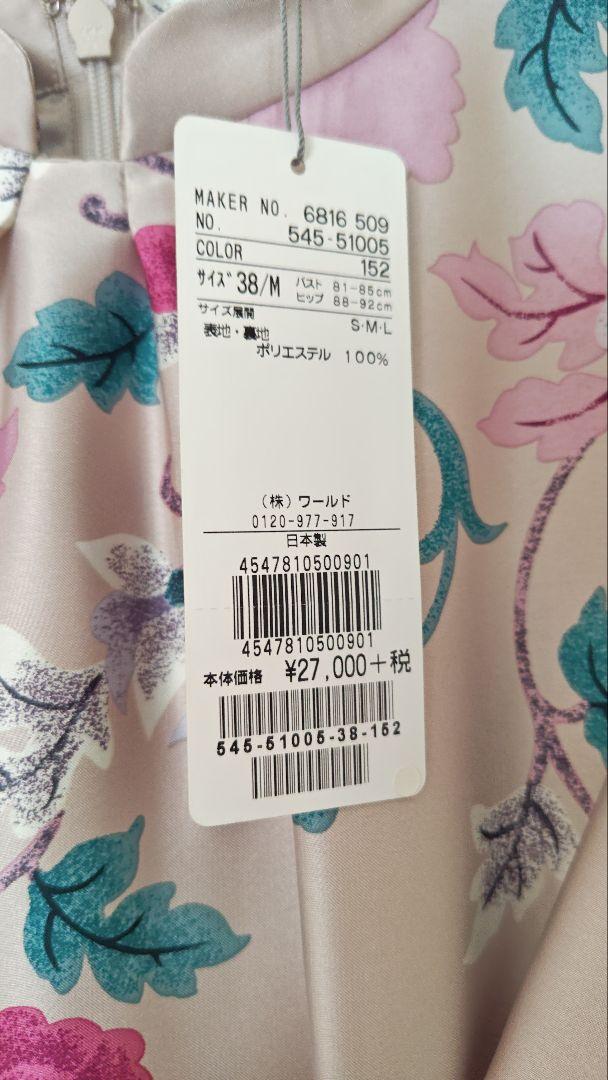 MAKER NO. 6816 509
NO. 545-51005
COLOR 152
サイズ 38/M バスト 81-85cm
ヒップ 88-92cm
サイズ展開 S・M・L
表地・裏地
ポリエステル 100%
(株)ワールド
0120-977-917
日本製
4547810500901
4547810500901
本体価格 ¥27,000+税
545-51005-38-152